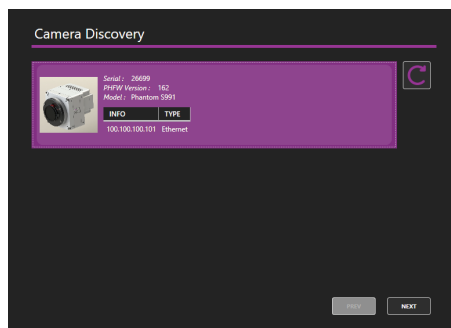 Camera Discovery
Serial : 26699
PHFW Version : 162
Model : Phantom S991
INFO TYPE
100.100.100.101 Ethernet
PREV NEXT